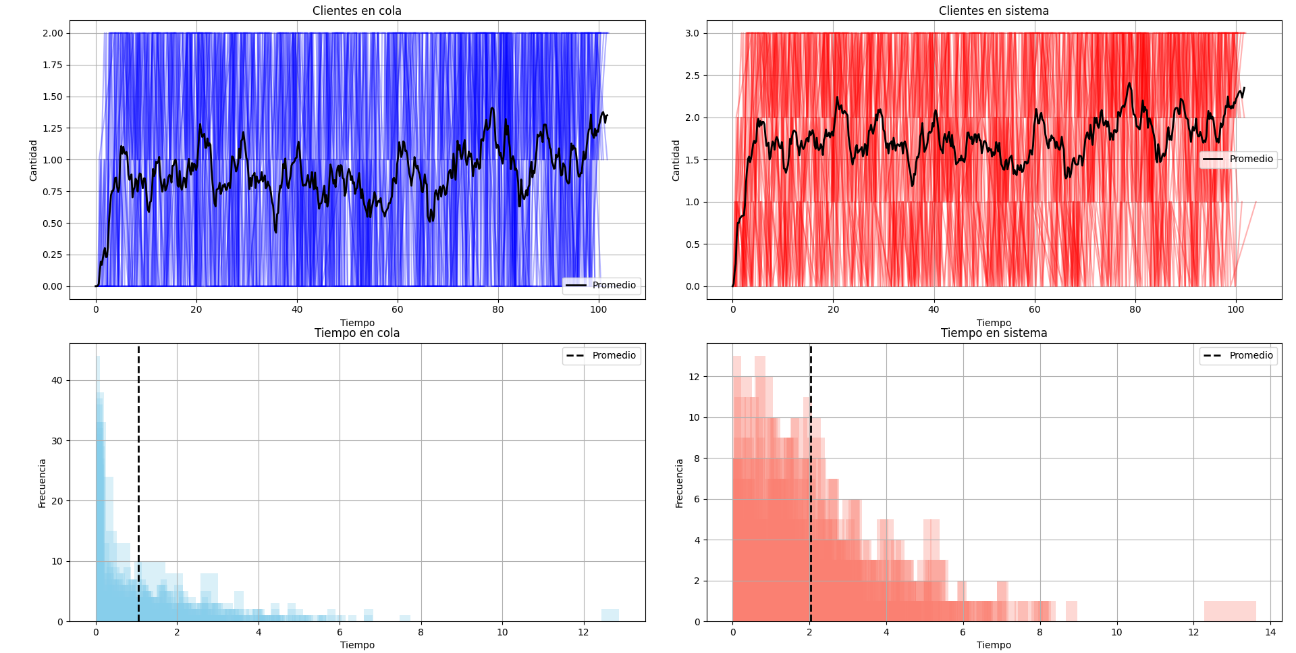 Clientes en cola
Cantidad
2.00
1.75
1.50
1.25
1.00
0.75
0.50
0.25
0.00
Promedio
0 20 40 60 80 100
Tiempo
Clientes en sistema
Cantidad
3.0
2.5
2.0
1.5
1.0
0.5
0.0
Promedio
0 20 40 60 80 100
Tiempo
Tiempo en cola
Frecuencia
40
30
20
10
0
Promedio
0 2 4 6 8 10 12
Tiempo
Tiempo en sistema
Frecuencia
12
10
8
6
4
2
0
Promedio
0 2 4 6 8 10 12 14
Tiempo